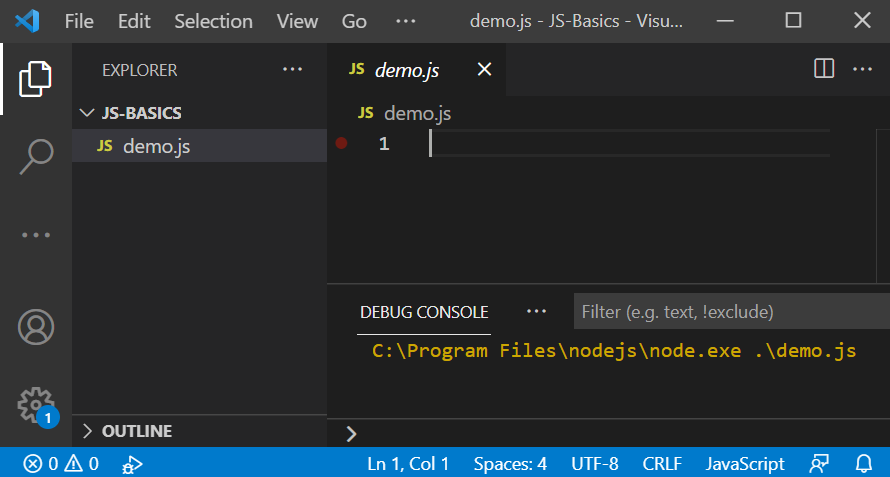 File Edit Selection View Go ··· demo.js - JS-Basics - Visu...
EXPLORER ···
JS demo.js
JS-BASICS
JS demo.js
JS demo.js
1
DEBUG CONSOLE ··· Filter (e.g. text, !exclude)
C:\Program Files\nodejs\node.exe .\demo.js
1
OUTLINE
0 0 Ln 1, Col 1 Spaces: 4 UTF-8 CRLF JavaScript